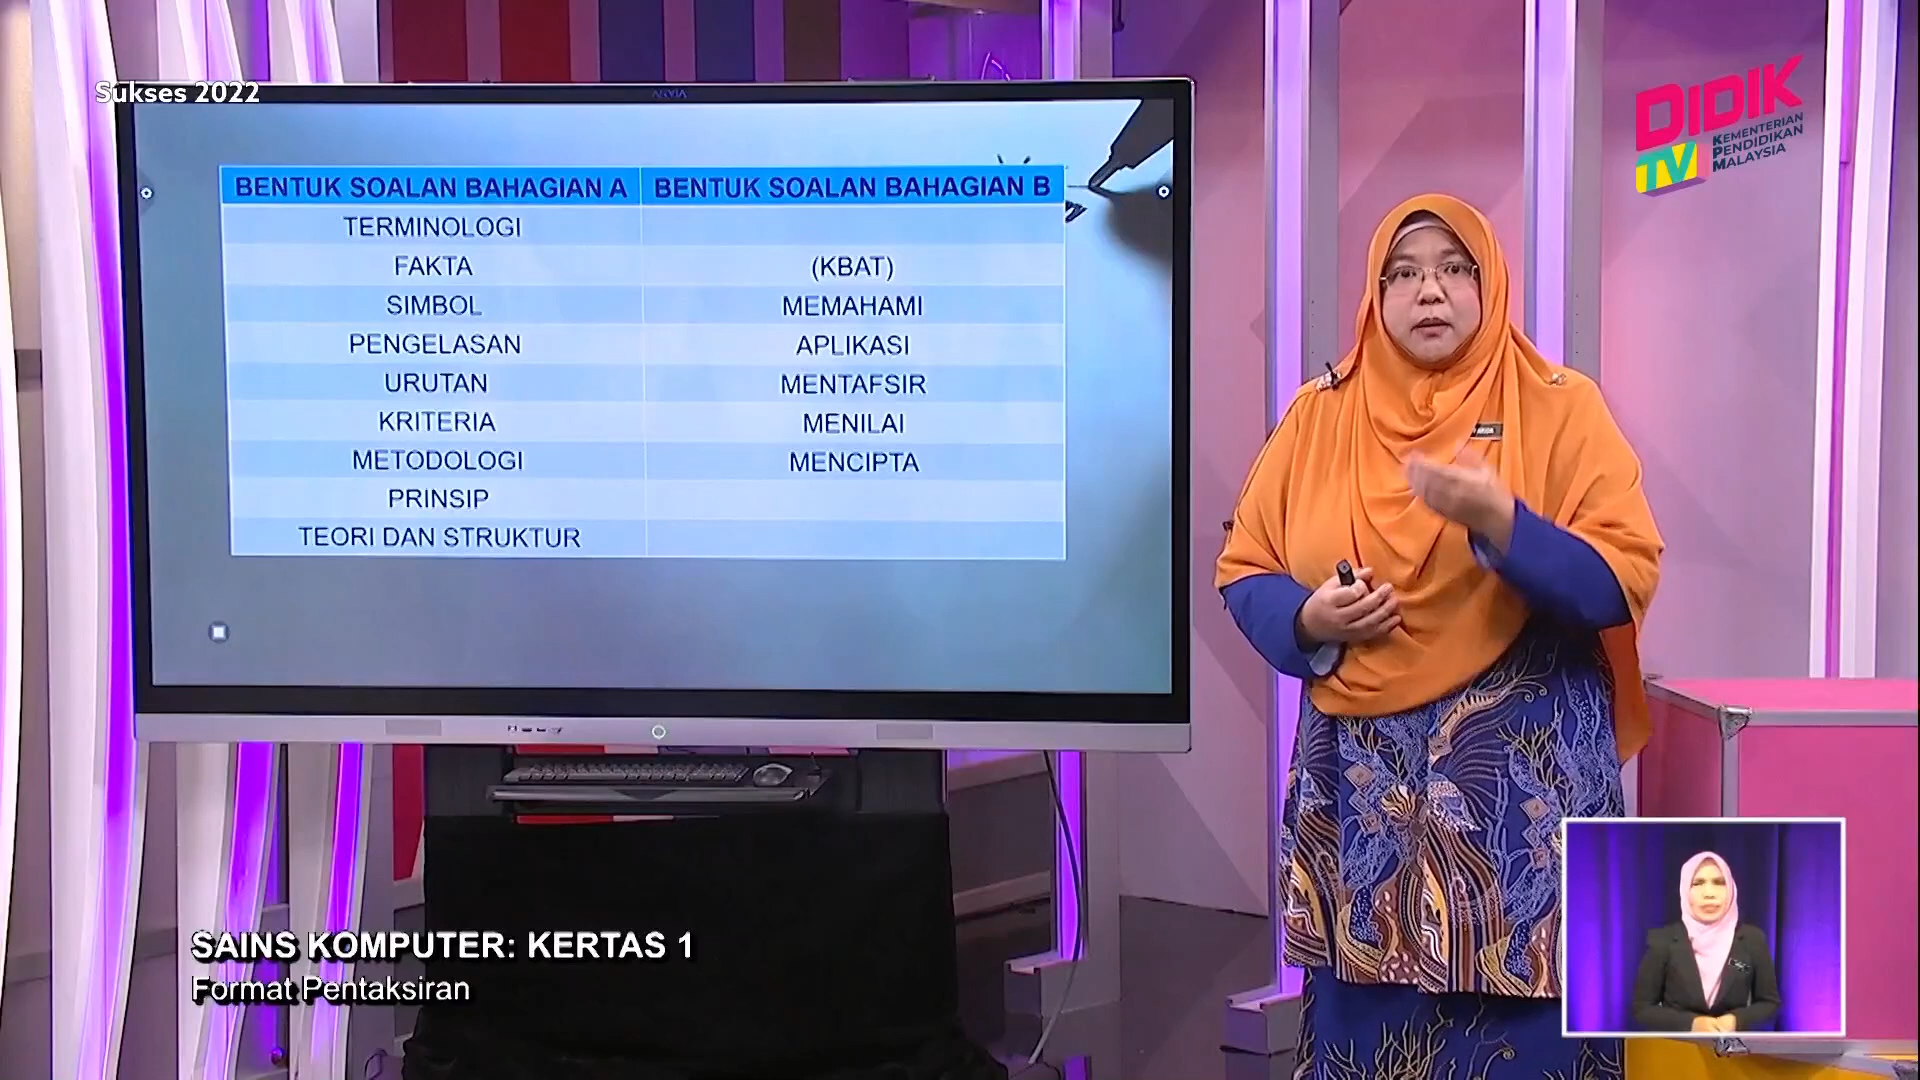 Sukses 2022
DIDIK
TV
KEMENTERIAN
PENDIDIKAN
MALAYSIA
BENTUK SOALAN BAHAGIAN A BENTUK SOALAN BAHAGIAN B
TERMINOLOGI
FAKTA (KBAT)
SIMBOL MEMAHAMI
PENGELASAN APLIKASI
URUTAN MENTAFSIR
KRITERIA MENILAI
METODOLOGI MENCIPTA
PRINSIP
TEORI DAN STRUKTUR
SAINS KOMPUTER: KERTAS 1
Format Pentaksiran